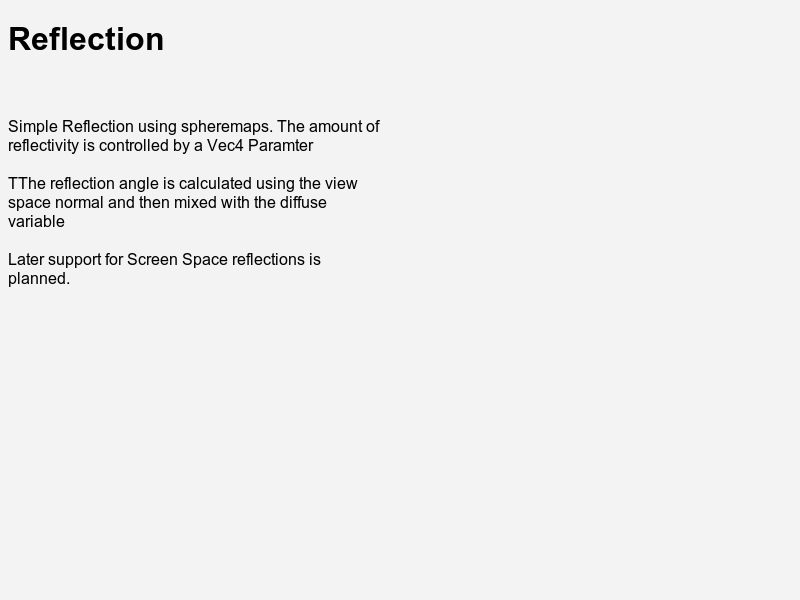 Reflection
Simple Reflection using spheremaps. The amount of
reflectivity is controlled by a Vec4 Paramter
TThe reflection angle is calculated using the view
space normal and then mixed with the diffuse
variable
Later support for Screen Space reflections is
planned.